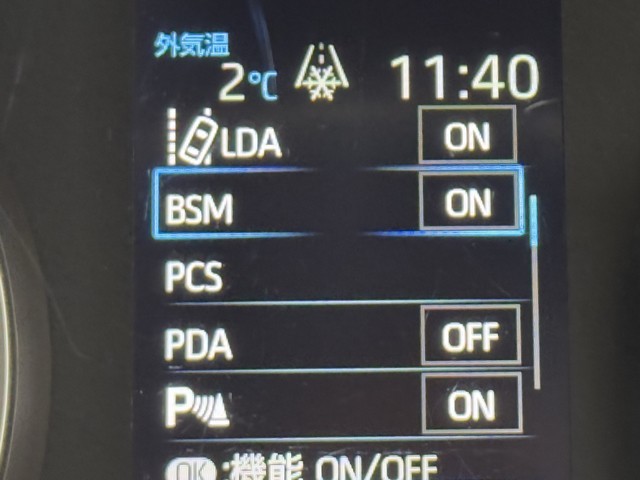 外気温
2℃ 11:40
LDA ON
BSM ON
PCS
PDA OFF
P ON
OK :機能 ON/OFF